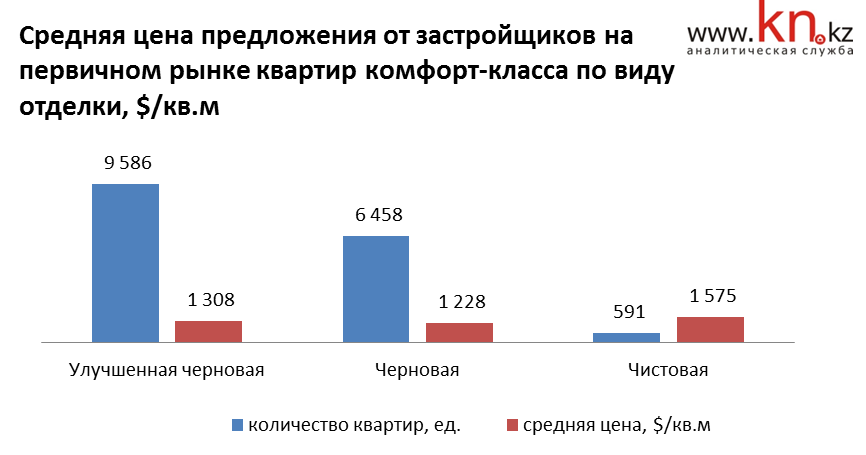 Средняя цена предложения от застройщиков на
первичном рынке квартир комфорт-класса по виду
отделки, $/кв.м
www.kn.kz
аналитическая служба
9 586
1 308
6 458
1 228
591
1 575
Улучшенная черновая
Черновая
Чистовая
количество квартир, ед.
средняя цена, $/кв.м